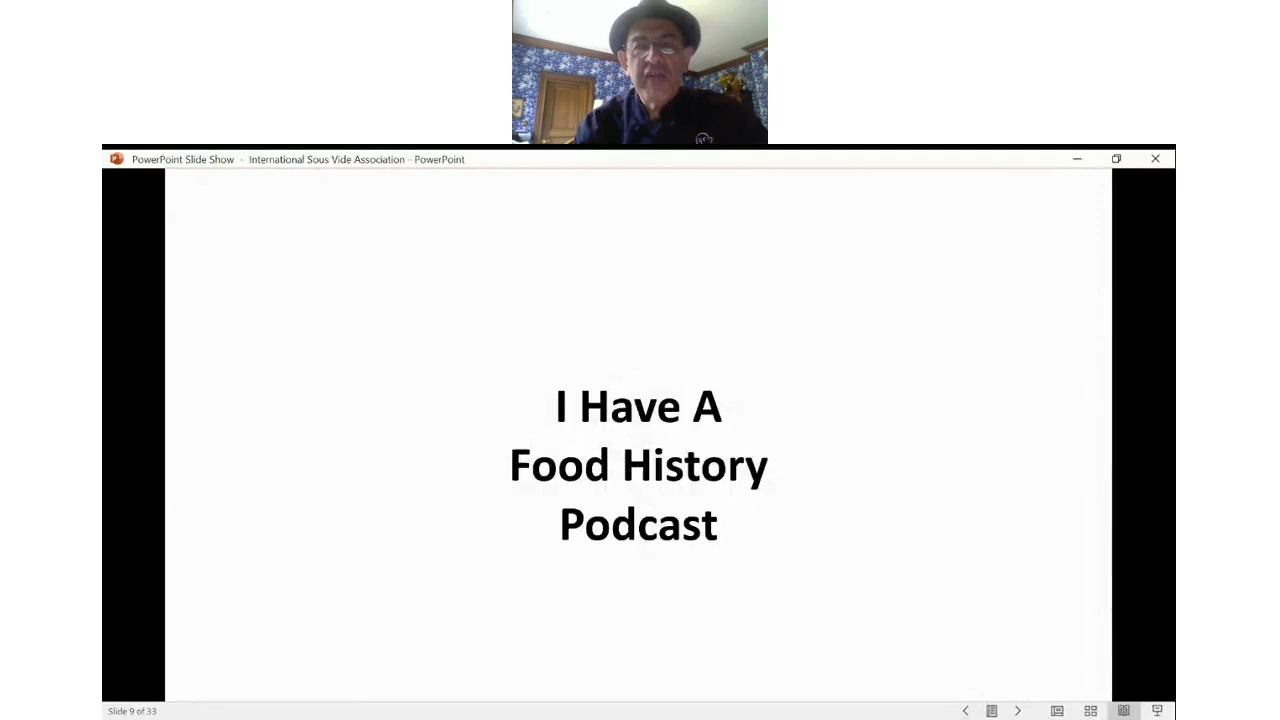 PowerPoint Slide Show - International Sous Vide Association - PowerPoint
I Have A
Food History
Podcast
Slide 9 of 33